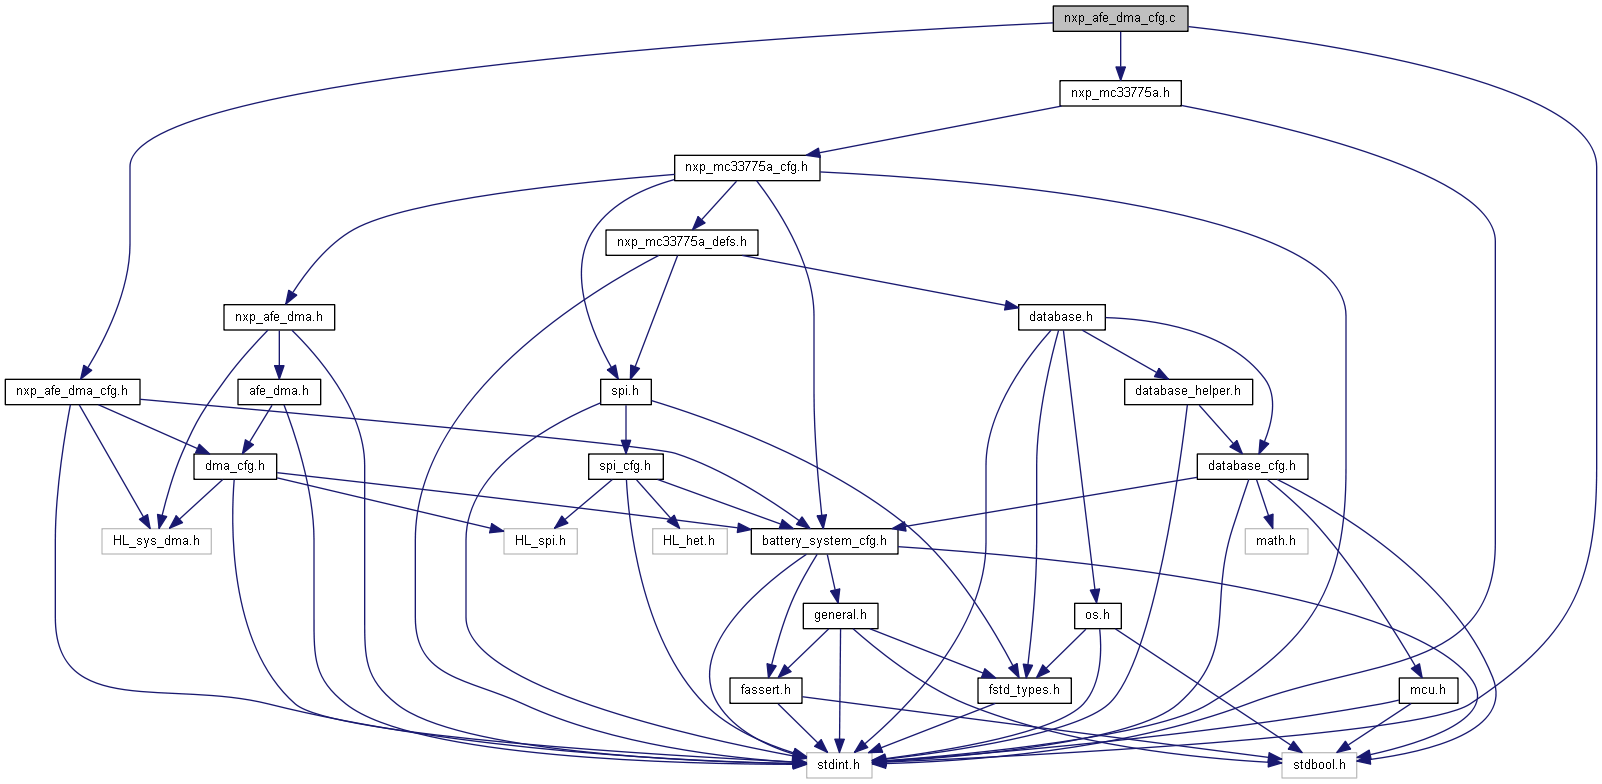 nxp_afe_dma_cfg.c
nxp_mc33775a.h
nxp_mc33775a_cfg.h
nxp_mc33775a_defs.h
nxp_afe_dma.h
database.h
nxp_afe_dma_cfg.h
afe_dma.h
spi.h
database_helper.h
dma_cfg.h
spi_cfg.h
database_cfg.h
HL_sys_dma.h
HL_spi.h
HL_het.h
battery_system_cfg.h
math.h
general.h
os.h
fassert.h
fstd_types.h
mcu.h
stdint.h
stdbool.h